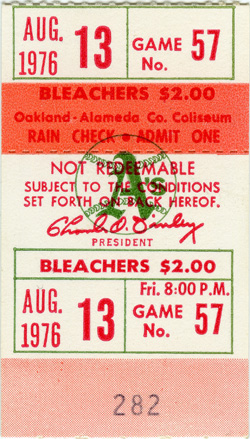 AUG. 13 GAME 57
1976 No.
BLEACHERS $2.00
Oakland-Alameda Co. Coliseum
RAIN CHECK - ADMIT ONE
NOT REDEEMABLE
A's
SUBJECT TO THE CONDITIONS
SET FORTH ON BACK HEREOF.
Charles O. Finley
PRESIDENT
BLEACHERS $2.00
Fri. 8:00 P.M.
AUG. 13 GAME 57
1976 No.
282